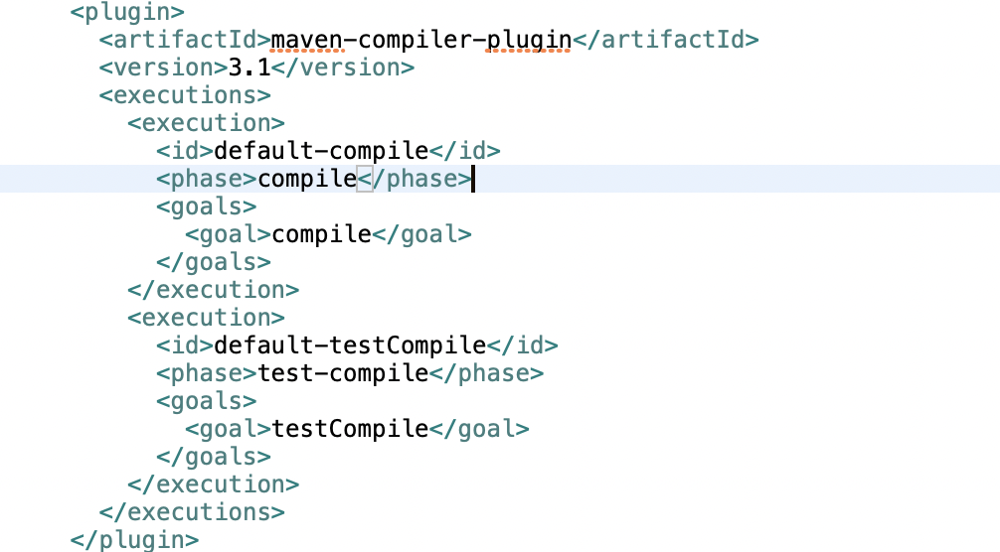 <plugin>
<artifactId>maven-compiler-plugin</artifactId>
<version>3.1</version>
<executions>
<execution>
<id>default-compile</id>
<phase>compile</phase>
<goals>
<goal>compile</goal>
</goals>
</execution>
<execution>
<id>default-testCompile</id>
<phase>test-compile</phase>
<goals>
<goal>testCompile</goal>
</goals>
</execution>
</executions>
</plugin>